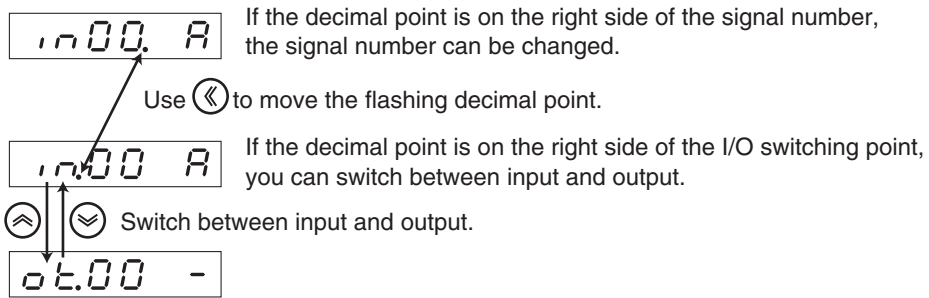 in00. A
If the decimal point is on the right side of the signal number,
the signal number can be changed.
Use to move the flashing decimal point.
in.00 A
If the decimal point is on the right side of the I/O switching point,
you can switch between input and output.
Switch between input and output.
ot.00 -